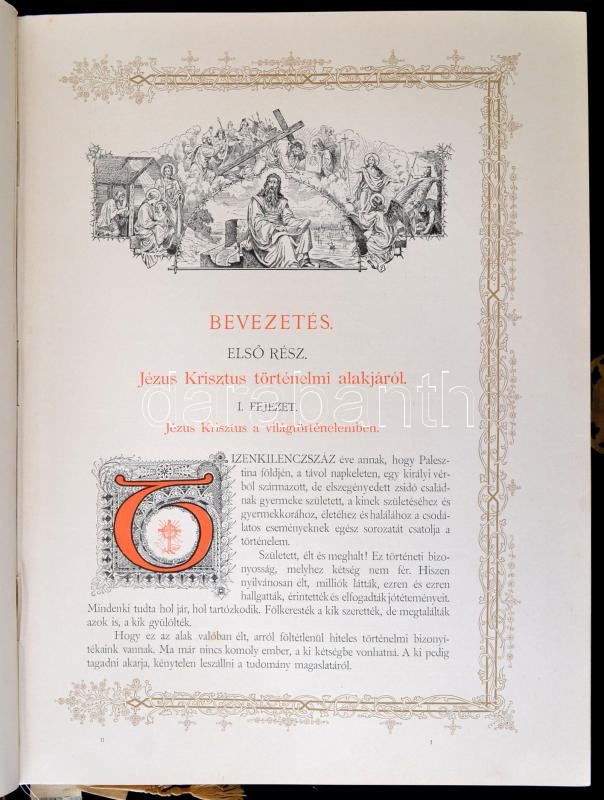 BEVEZETÉS.
ELSŐ RÉSZ.
Jézus Krisztus történelmi alakjáról.
I. FEJEZET.
Jézus Krisztus a világtörténelemben.
TIZENKILENCZSZÁZ éve annak, hogy Palesz-
tina földjén, a távol napkeleten, egy királyi vér-
ből származott, de elszegényedett zsidó család-
nak gyermeke született, a kinek születéséhez és
gyermekkorához, életéhez és halálához a csodá-
latos eseményeknek egész sorozatát csatolja a
történelem.
Született, élt és meghalt! Ez történeti bizo-
nyosság, melyhez kétség nem fér. Hiszen
nyilvánosan élt, milliók látták, ezren és ezren
hallgatták, érintették és elfogadták jótéteményeit.
Mindenki tudta hol jár, hol tartózkodik. Fölkeresték a kik szerették, de megtalálták
azok is, a kik gyűlölték.
Hogy ez az alak valóban élt, arról föltétlenül hiteles történelmi bizonyí-
tékaink vannak. Ma már nincs komoly ember, a ki kétségbe vonhatná. A ki pedig
tagadni akarja, kénytelen leszállni a tudomány magaslatáról.
II
1
darabanth